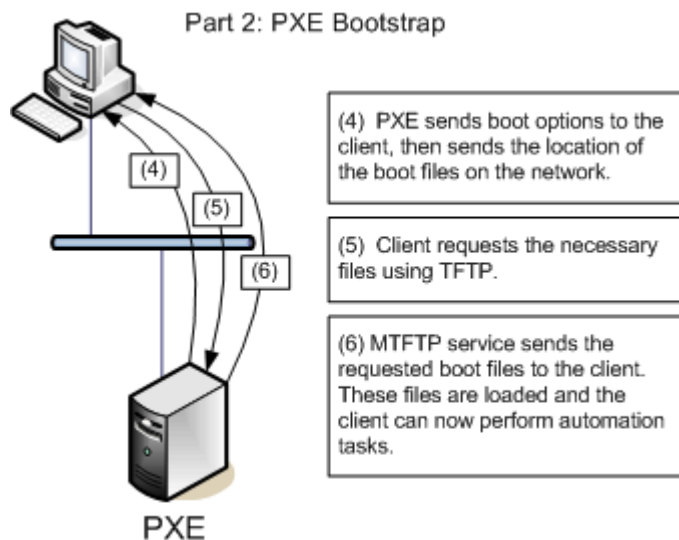 Part 2: PXE Bootstrap
(4)
(5)
(6)
PXE
(4) PXE sends boot options to the
client, then sends the location of
the boot files on the network.
(5) Client requests the necessary
files using TFTP.
(6) MTFTP service sends the
requested boot files to the client.
These files are loaded and the
client can now perform automation
tasks.